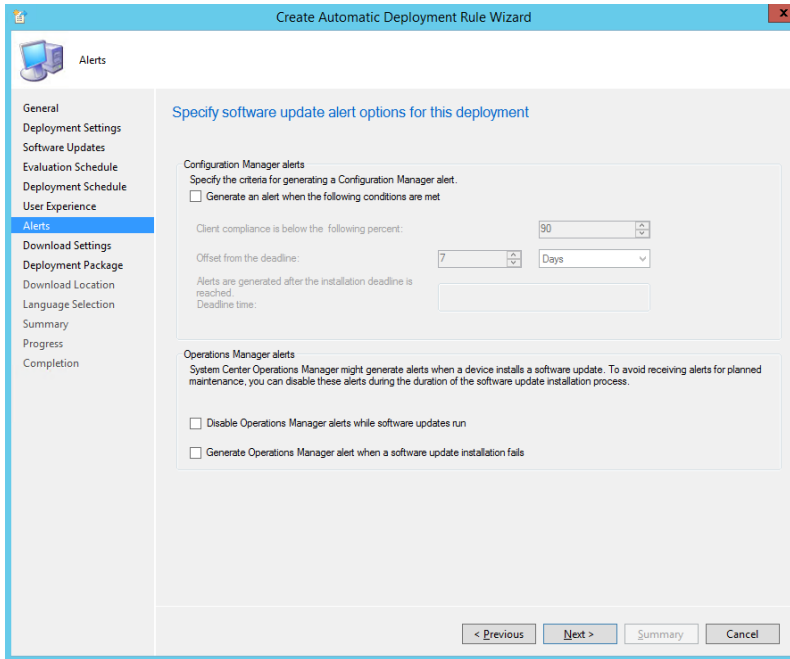 Create Automatic Deployment Rule Wizard
x
Alerts
General
Deployment Settings
Software Updates
Evaluation Schedule
Deployment Schedule
User Experience
Alerts
Download Settings
Deployment Package
Download Location
Language Selection
Summary
Progress
Completion
Specify software update alert options for this deployment
Configuration Manager alerts
Specify the criteria for generating a Configuration Manager alert.
Generate an alert when the following conditions are met
Client compliance is below the following percent:
90
Offset from the deadline:
7
Days
Alerts are generated after the installation deadline is
reached.
Deadline time:
Operations Manager alerts
System Center Operations Manager might generate alerts when a device installs a software update. To avoid receiving alerts for planned
maintenance, you can disable these alerts during the duration of the software update installation process.
Disable Operations Manager alerts while software updates run
Generate Operations Manager alert when a software update installation fails
< Previous
Next >
Summary
Cancel